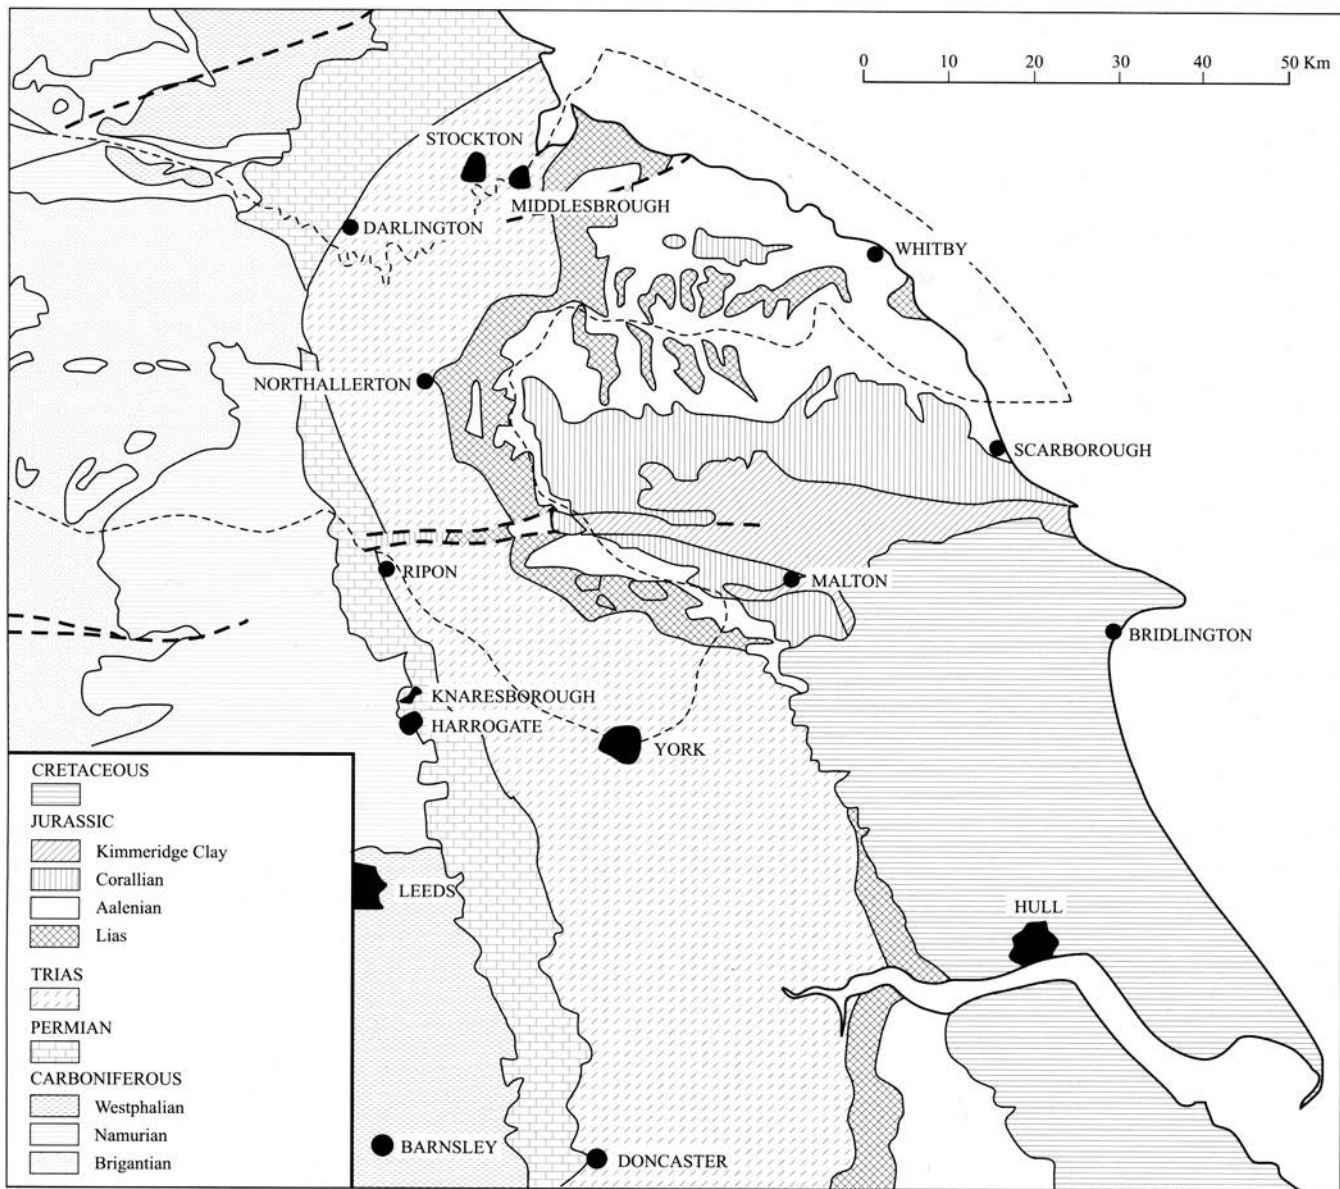 0 10 20 30 40 50 Km
STOCKTON
MIDDLESBROUGH
DARLINGTON
WHITBY
NORTHALLERTON
SCARBOROUGH
RIPON
MALTON
BRIDLINGTON
KNARESBOROUGH
HARROGATE
YORK
LEEDS
HULL
BARNSLEY
DONCASTER
CRETACEOUS
JURASSIC
Kimmeridge Clay
Corallian
Aalenian
Lias
TRIAS
PERMIAN
CARBONIFEROUS
Westphalian
Namurian
Brigantian